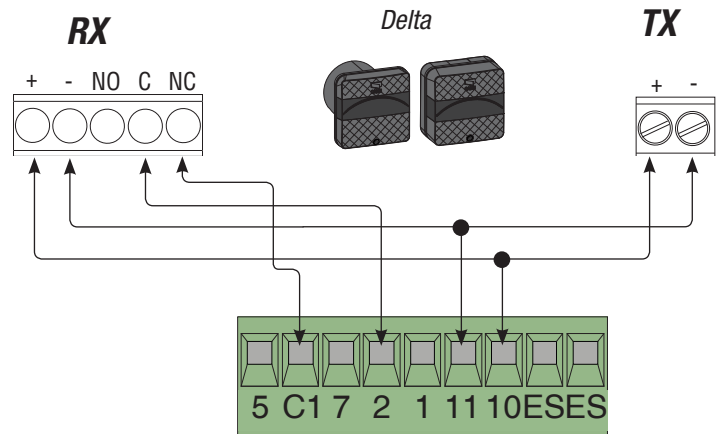 RX
Delta
TX
+ - NO C NC
+ -
5 C1 7 2 1 11 10 ES ES